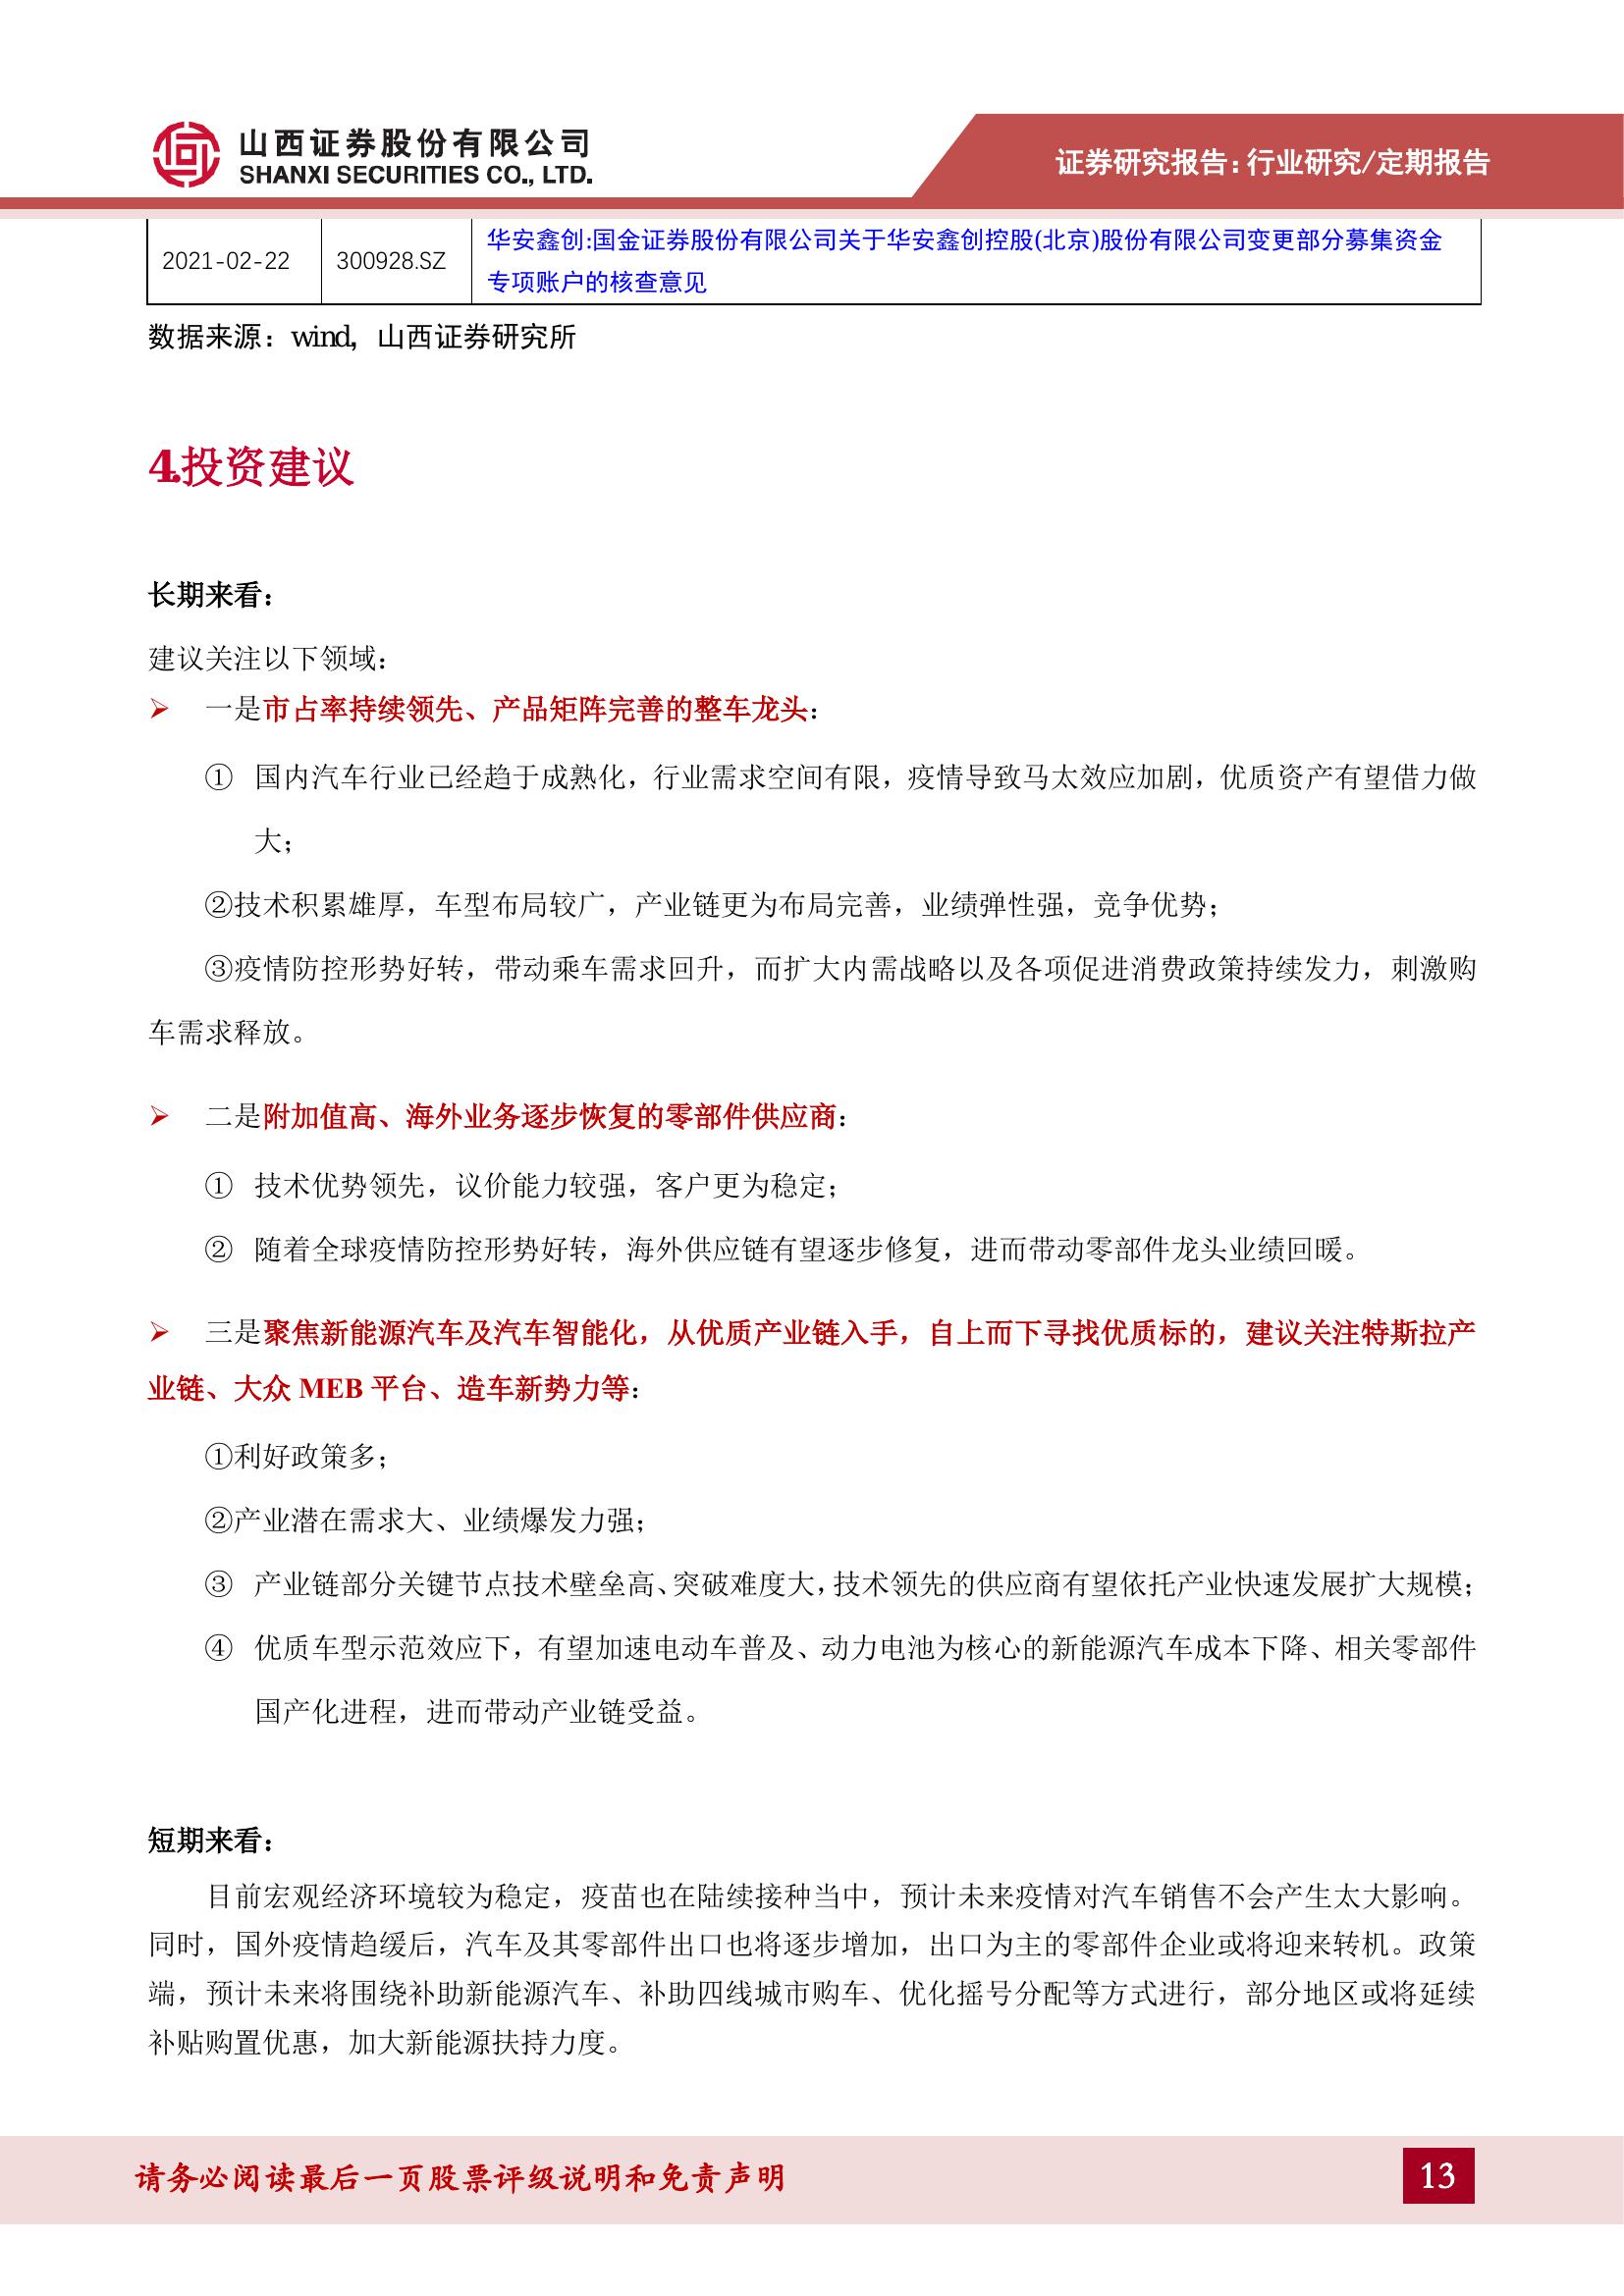 山西证券股份有限公司
SHANXI SECURITIES CO., LTD.
证券研究报告：行业研究/定期报告
2021-02-22 300928.SZ 华安鑫创:国金证券股份有限公司关于华安鑫创控股(北京)股份有限公司变更部分募集资金
专项账户的核查意见
数据来源：wind，山西证券研究所
4.投资建议
长期来看：
建议关注以下领域：
➢ 一是市占率持续领先、产品矩阵完善的整车龙头：
① 国内汽车行业已经趋于成熟化，行业需求空间有限，疫情导致马太效应加剧，优质资产有望借力做
大；
②技术积累雄厚，车型布局较广，产业链更为布局完善，业绩弹性强，竞争优势；
③疫情防控形势好转，带动乘车需求回升，而扩大内需战略以及各项促进消费政策持续发力，刺激购
车需求释放。
➢ 二是附加值高、海外业务逐步恢复的零部件供应商：
① 技术优势领先，议价能力较强，客户更为稳定；
② 随着全球疫情防控形势好转，海外供应链有望逐步修复，进而带动零部件龙头业绩回暖。
➢ 三是聚焦新能源汽车及汽车智能化，从优质产业链入手，自上而下寻找优质标的，建议关注特斯拉产
业链、大众 MEB 平台、造车新势力等：
①利好政策多；
②产业潜在需求大、业绩爆发力强；
③ 产业链部分关键节点技术壁垒高、突破难度大，技术领先的供应商有望依托产业快速发展扩大规模；
④ 优质车型示范效应下，有望加速电动车普及、动力电池为核心的新能源汽车成本下降、相关零部件
国产化进程，进而带动产业链受益。
短期来看：
目前宏观经济环境较为稳定，疫苗也在陆续接种当中，预计未来疫情对汽车销售不会产生太大影响。
同时，国外疫情趋缓后，汽车及其零部件出口也将逐步增加，出口为主的零部件企业或将迎来转机。政策
端，预计未来将围绕补助新能源汽车、补助四线城市购车、优化摇号分配等方式进行，部分地区或将延续
补贴购置优惠，加大新能源扶持力度。
请务必阅读最后一页股票评级说明和免责声明
13